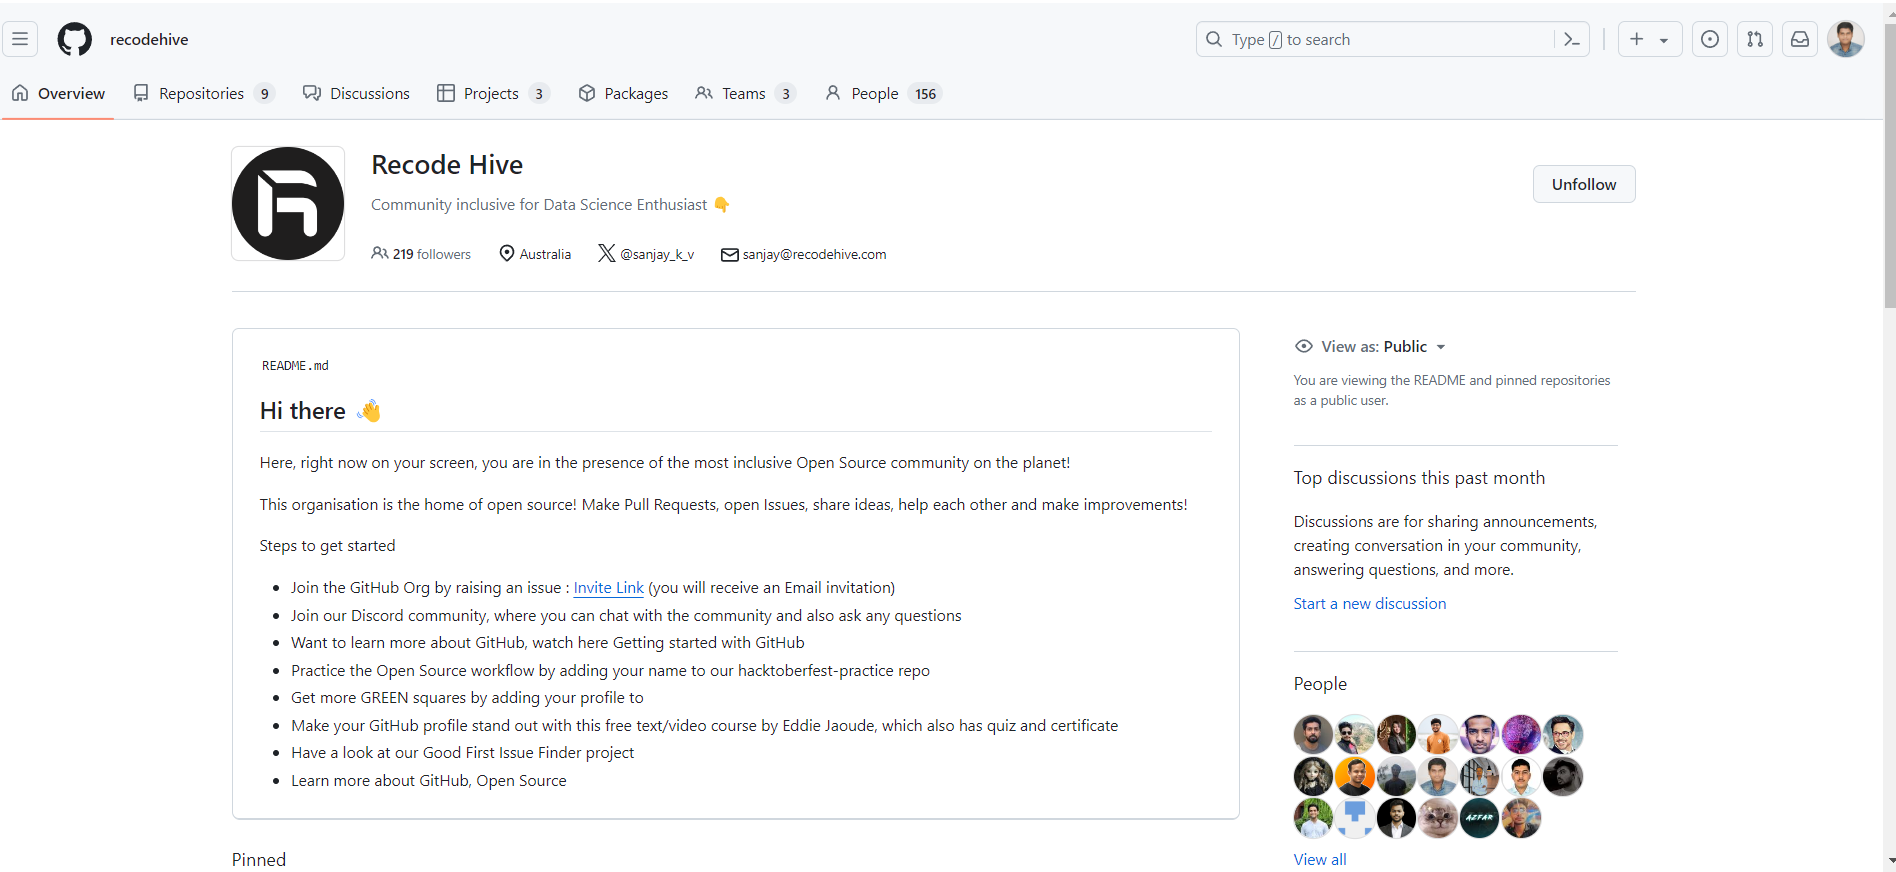 recodehive
Type / to search
Overview
Repositories 9
Discussions
Projects 3
Packages
Teams 3
People 156
Recode Hive
Community inclusive for Data Science Enthusiast 👇
219 followers
Australia
@sanjay_k_v
sanjay@recodehive.com
Unfollow
README.md
Hi there 👋
Here, right now on your screen, you are in the presence of the most inclusive Open Source community on the planet!
This organisation is the home of open source! Make Pull Requests, open Issues, share ideas, help each other and make improvements!
Steps to get started
• Join the GitHub Org by raising an issue : Invite Link (you will receive an Email invitation)
• Join our Discord community, where you can chat with the community and also ask any questions
• Want to learn more about GitHub, watch here Getting started with GitHub
• Practice the Open Source workflow by adding your name to our hacktoberfest-practice repo
• Get more GREEN squares by adding your profile to
• Make your GitHub profile stand out with this free text/video course by Eddie Jaoude, which also has quiz and certificate
• Have a look at our Good First Issue Finder project
• Learn more about GitHub, Open Source
Pinned
View as: Public
You are viewing the README and pinned repositories
as a public user.
Top discussions this past month
Discussions are for sharing announcements,
creating conversation in your community,
answering questions, and more.
Start a new discussion
People
AZFAR
View all